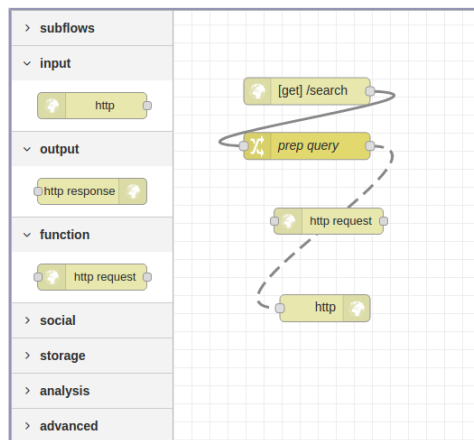 subflows
input
http
output
http response
function
http request
social
storage
analysis
advanced
[get] /search
prep query
http request
http